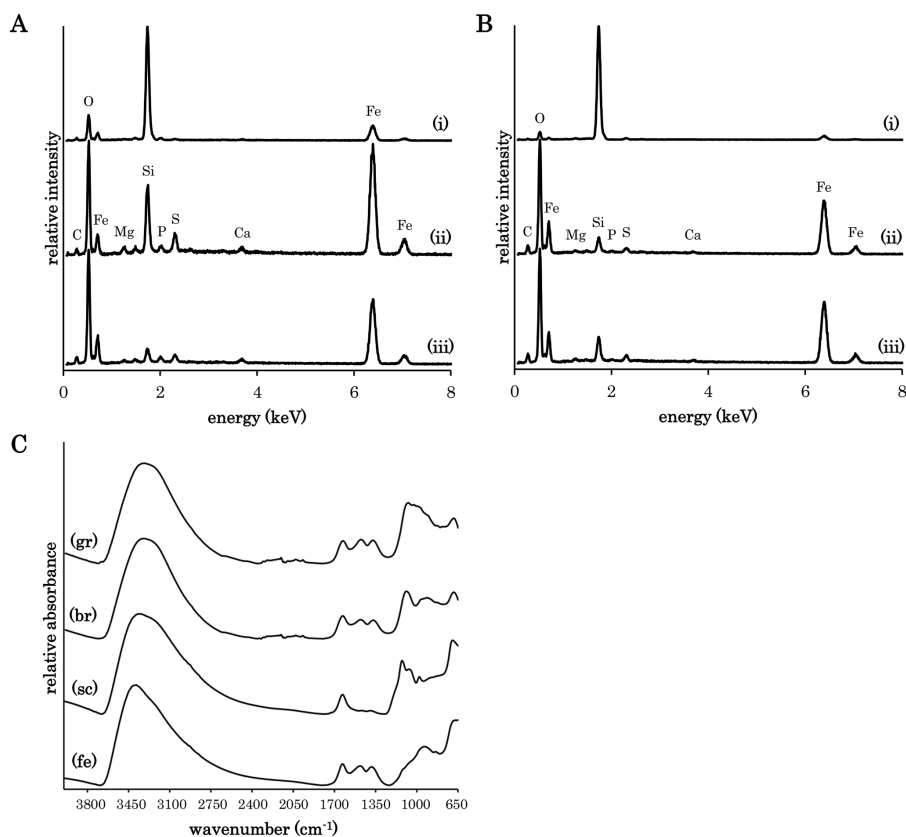 A
relative intensity
O
Fe
(i)
C
Fe
Mg
Si
P
S
Ca
Fe
(ii)
(iii)
0 2 4 6 8
energy (keV)
B
relative intensity
O
(i)
C
Fe
Mg
Si
P
S
Ca
Fe
Fe
(ii)
(iii)
0 2 4 6 8
energy (keV)
C
relative absorbance
(gr)
(br)
(sc)
(fe)
3800 3450 3100 2750 2400 2050 1700 1350 1000 650
wavenumber (cm⁻¹)